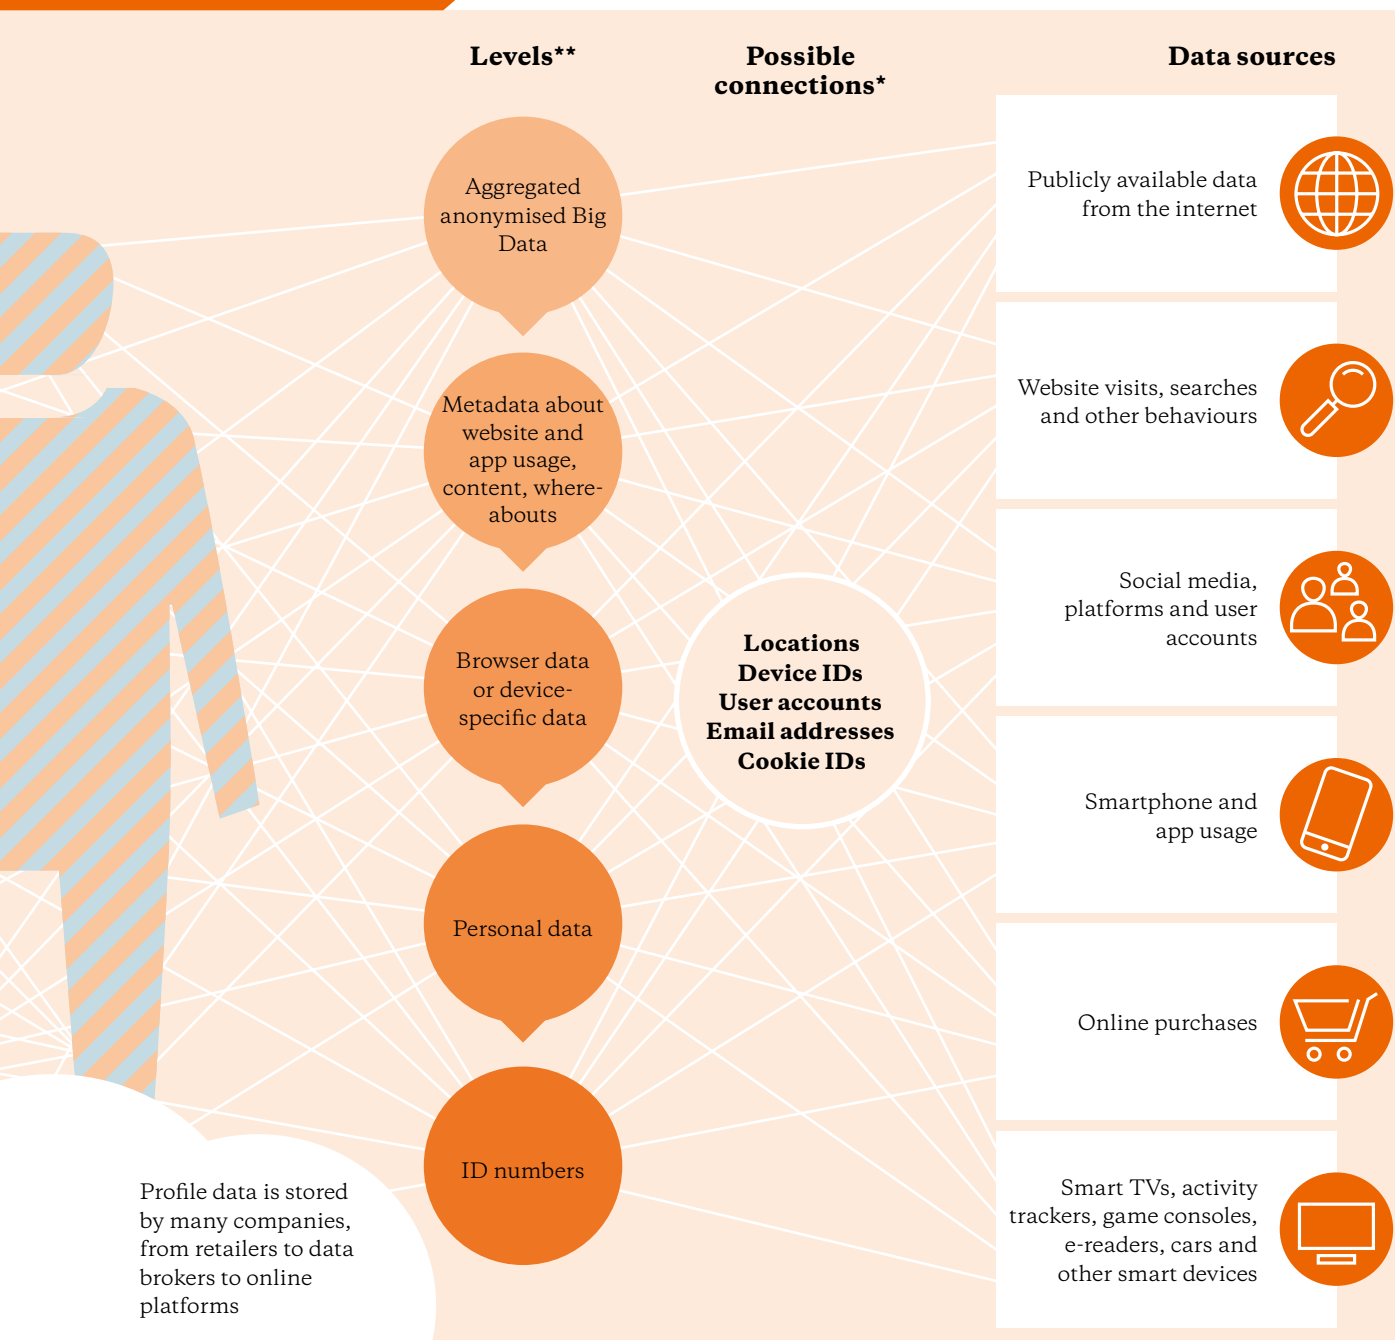 Levels**
Possible
connections*
Data sources
Aggregated
anonymised Big
Data
Metadata about
website and
app usage,
content, where-
abouts
Browser data
or device-
specific data
Personal data
ID numbers
Locations
Device IDs
User accounts
Email addresses
Cookie IDs
Publicly available data
from the internet
Website visits, searches
and other behaviours
Social media,
platforms and user
accounts
Smartphone and
app usage
Online purchases
Smart TVs, activity
trackers, game consoles,
e-readers, cars and
other smart devices
Profile data is stored
by many companies,
from retailers to data
brokers to online
platforms